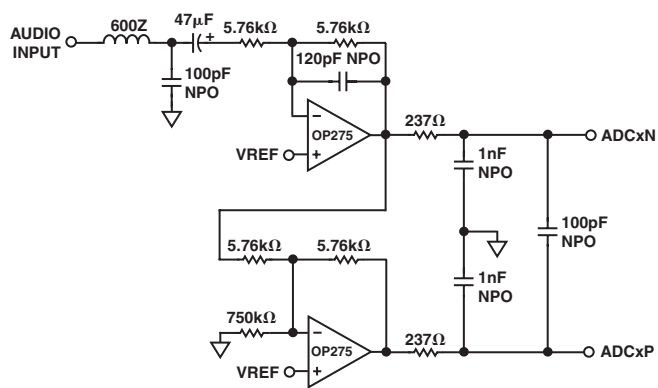 600Z
47μF
+
5.76kΩ
5.76kΩ
AUDIO
INPUT
100pF
NPO
120pF NPO
–
OP275
+
VREF
237Ω
ADCxN
1nF
NPO
100pF
NPO
5.76kΩ
5.76kΩ
1nF
NPO
750kΩ
–
OP275
+
VREF
237Ω
ADCxP